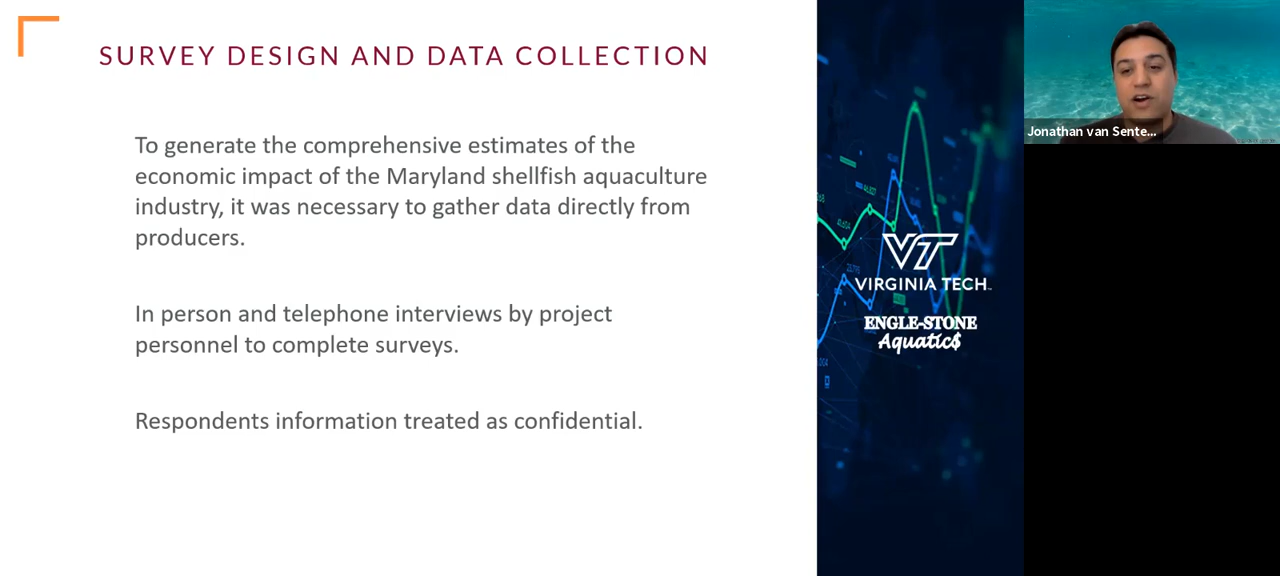 SURVEY DESIGN AND DATA COLLECTION
To generate the comprehensive estimates of the
economic impact of the Maryland shellfish aquaculture
industry, it was necessary to gather data directly from
producers.
In person and telephone interviews by project
personnel to complete surveys.
Respondents information treated as confidential.
VT
VIRGINIA TECH
ENGLE-STONE
Aquatic$
Jonathan van Sente...